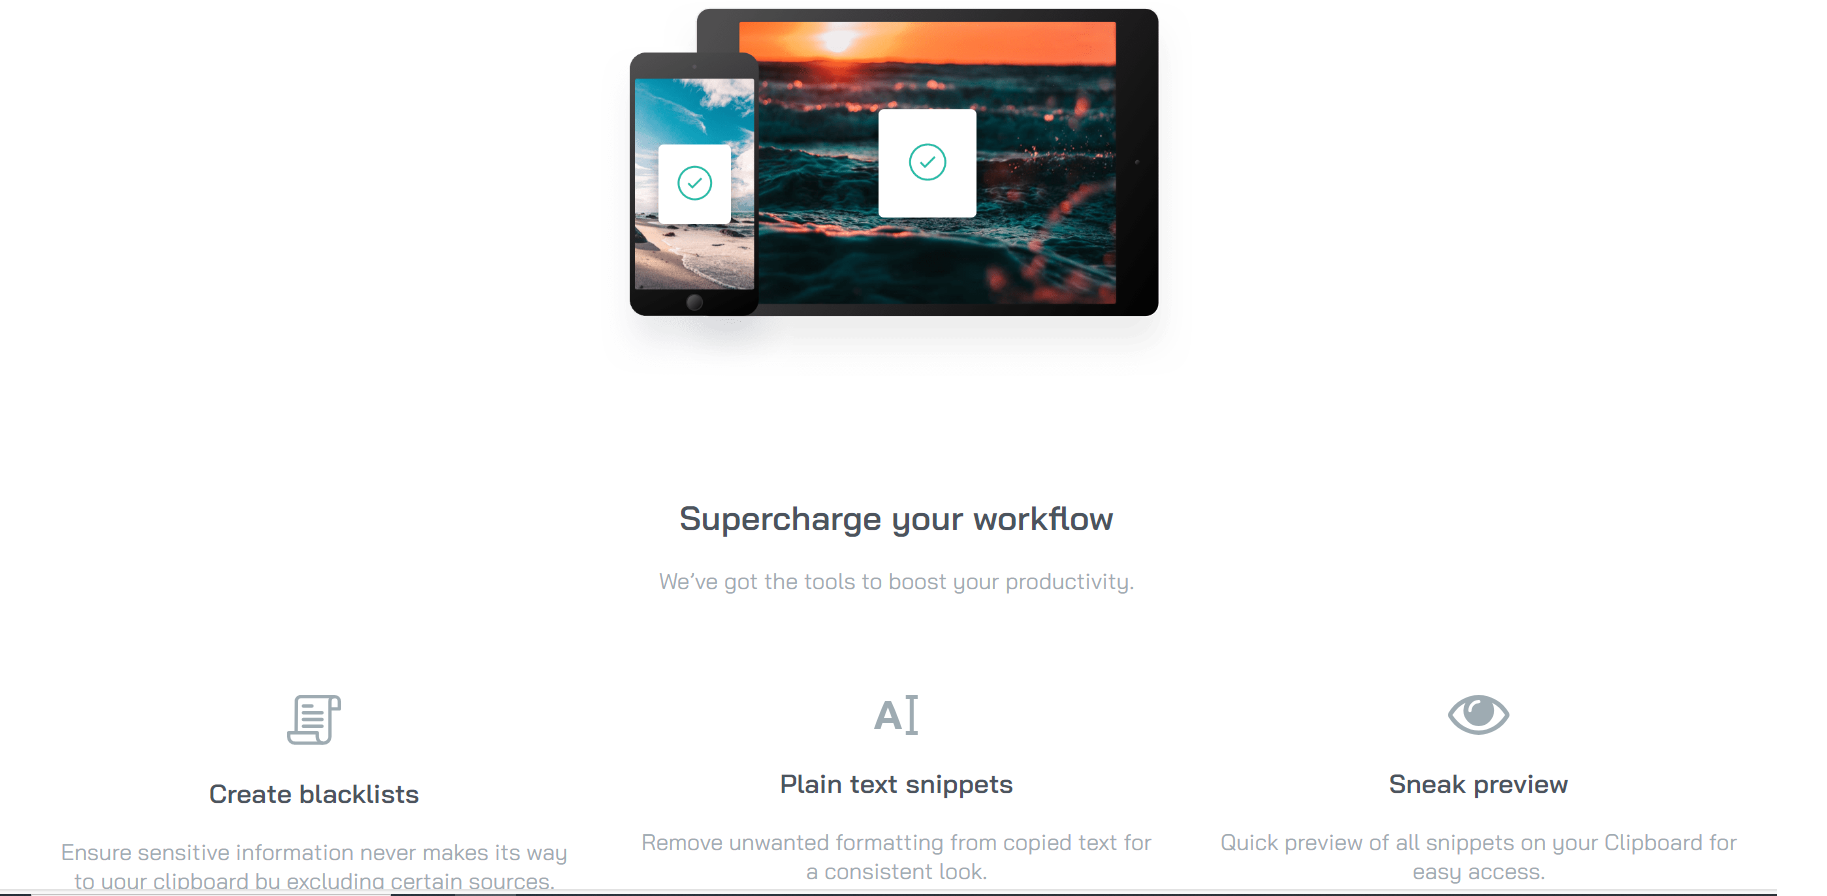 Supercharge your workflow
We’ve got the tools to boost your productivity.
AI
Create blacklists
Plain text snippets
Sneak preview
Ensure sensitive information never makes its way
to your clipboard by excluding certain sources.
Remove unwanted formatting from copied text for
a consistent look.
Quick preview of all snippets on your Clipboard for
easy access.